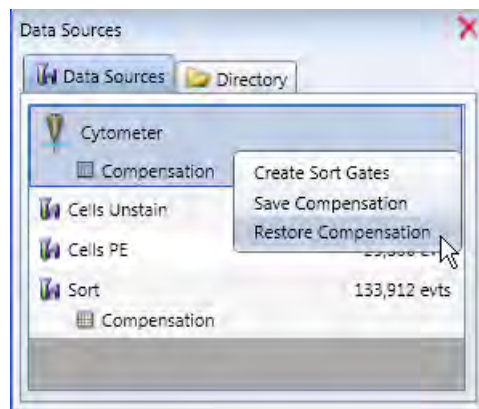 Data Sources
Data Sources Directory
Cytometer
Compensation
Create Sort Gates
Cells Unstain
Save Compensation
Restore Compensation
Cells PE
evts
Sort 133,912 evts
Compensation